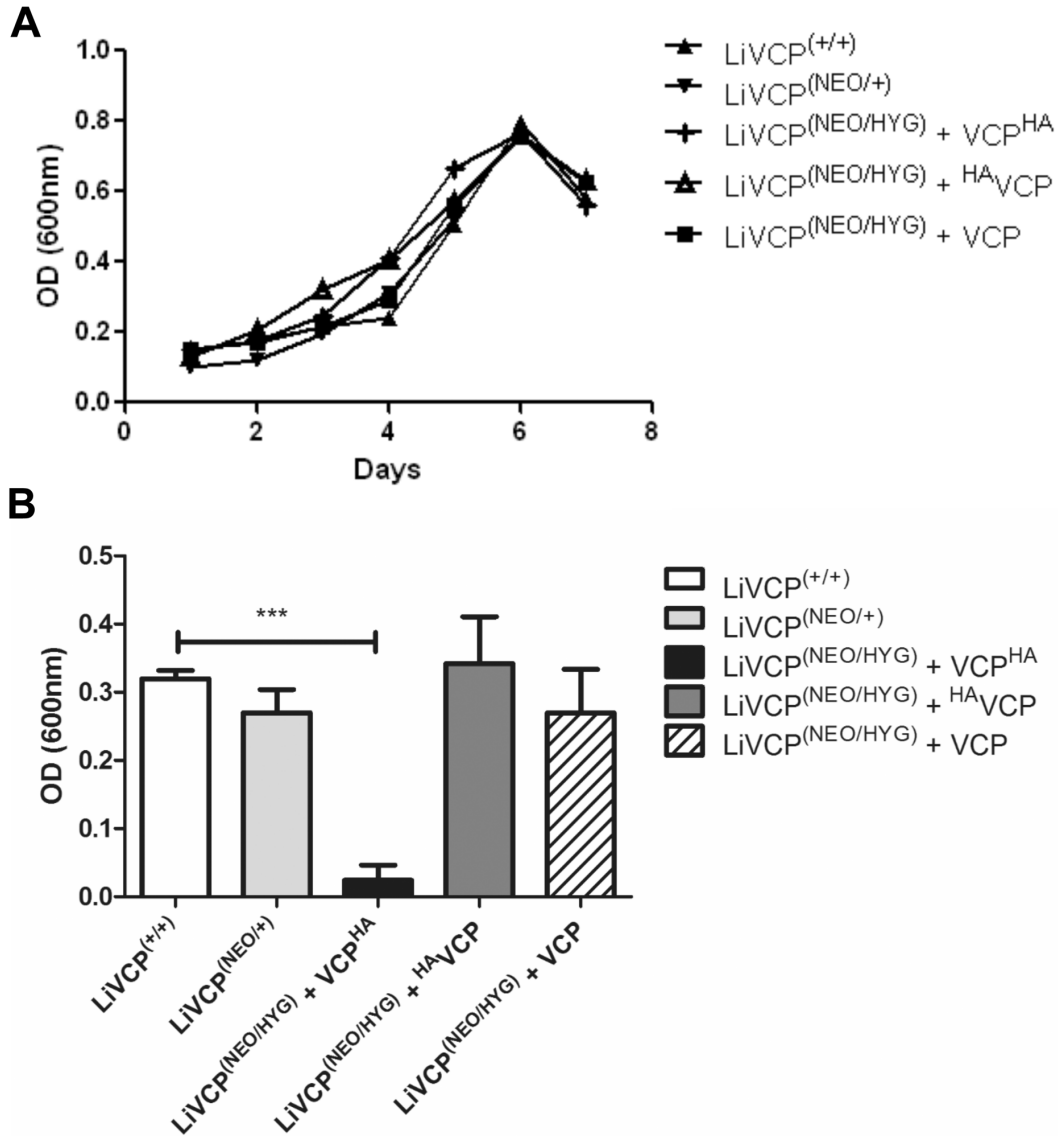 A
1.0
0.8
0.6
0.4
0.2
0.0
OD (600nm)
0 2 4 6 8
Days
LiVCP(+/+)
LiVCP(NEO/+)
LiVCP(NEO/HYG) + VCPHA
LiVCP(NEO/HYG) + HAVCP
LiVCP(NEO/HYG) + VCP
B
0.5
0.4
0.3
0.2
0.1
0.0
OD (600nm)
***
LiVCP(+/+)
LiVCP(NEO/+)
LiVCP(NEO/HYG) + VCPHA
LiVCP(NEO/HYG) + HAVCP
LiVCP(NEO/HYG) + VCP
LiVCP(+/+)
LiVCP(NEO/+)
LiVCP(NEO/HYG) + VCPHA
LiVCP(NEO/HYG) + HAVCP
LiVCP(NEO/HYG) + VCP